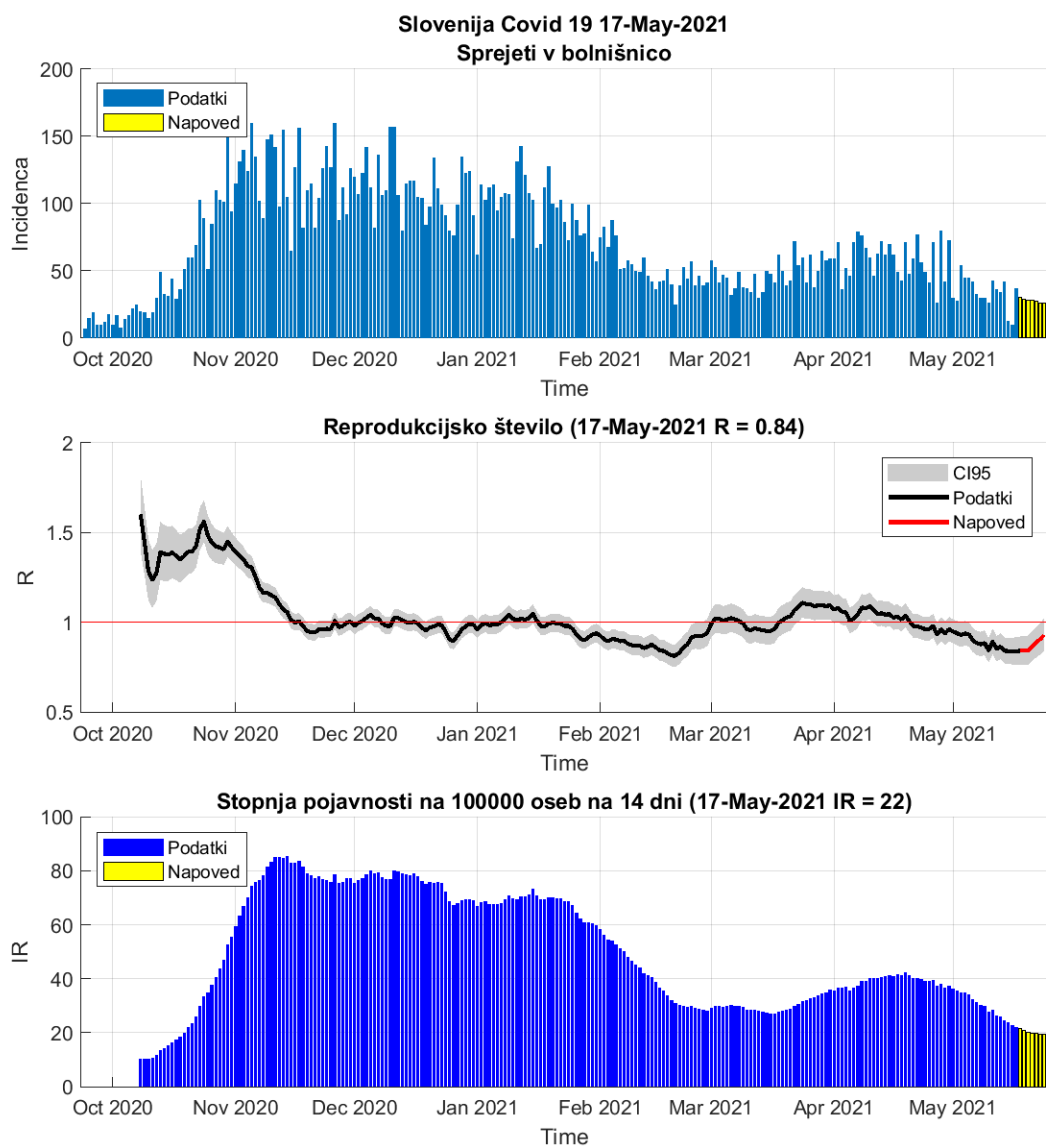 Slovenija Covid 19 17-May-2021
Sprejeti v bolnišnico
200
150
100
50
0
Incidenca
Podatki
Napoved
Oct 2020 Nov 2020 Dec 2020 Jan 2021 Feb 2021 Mar 2021 Apr 2021 May 2021
Time
Reprodukcijsko število (17-May-2021 R = 0.84)
2
1.5
1
0.5
R
CI95
Podatki
Napoved
Oct 2020 Nov 2020 Dec 2020 Jan 2021 Feb 2021 Mar 2021 Apr 2021 May 2021
Time
Stopnja pojavnosti na 100000 oseb na 14 dni (17-May-2021 IR = 22)
100
80
60
40
20
0
IR
Podatki
Napoved
Oct 2020 Nov 2020 Dec 2020 Jan 2021 Feb 2021 Mar 2021 Apr 2021 May 2021
Time